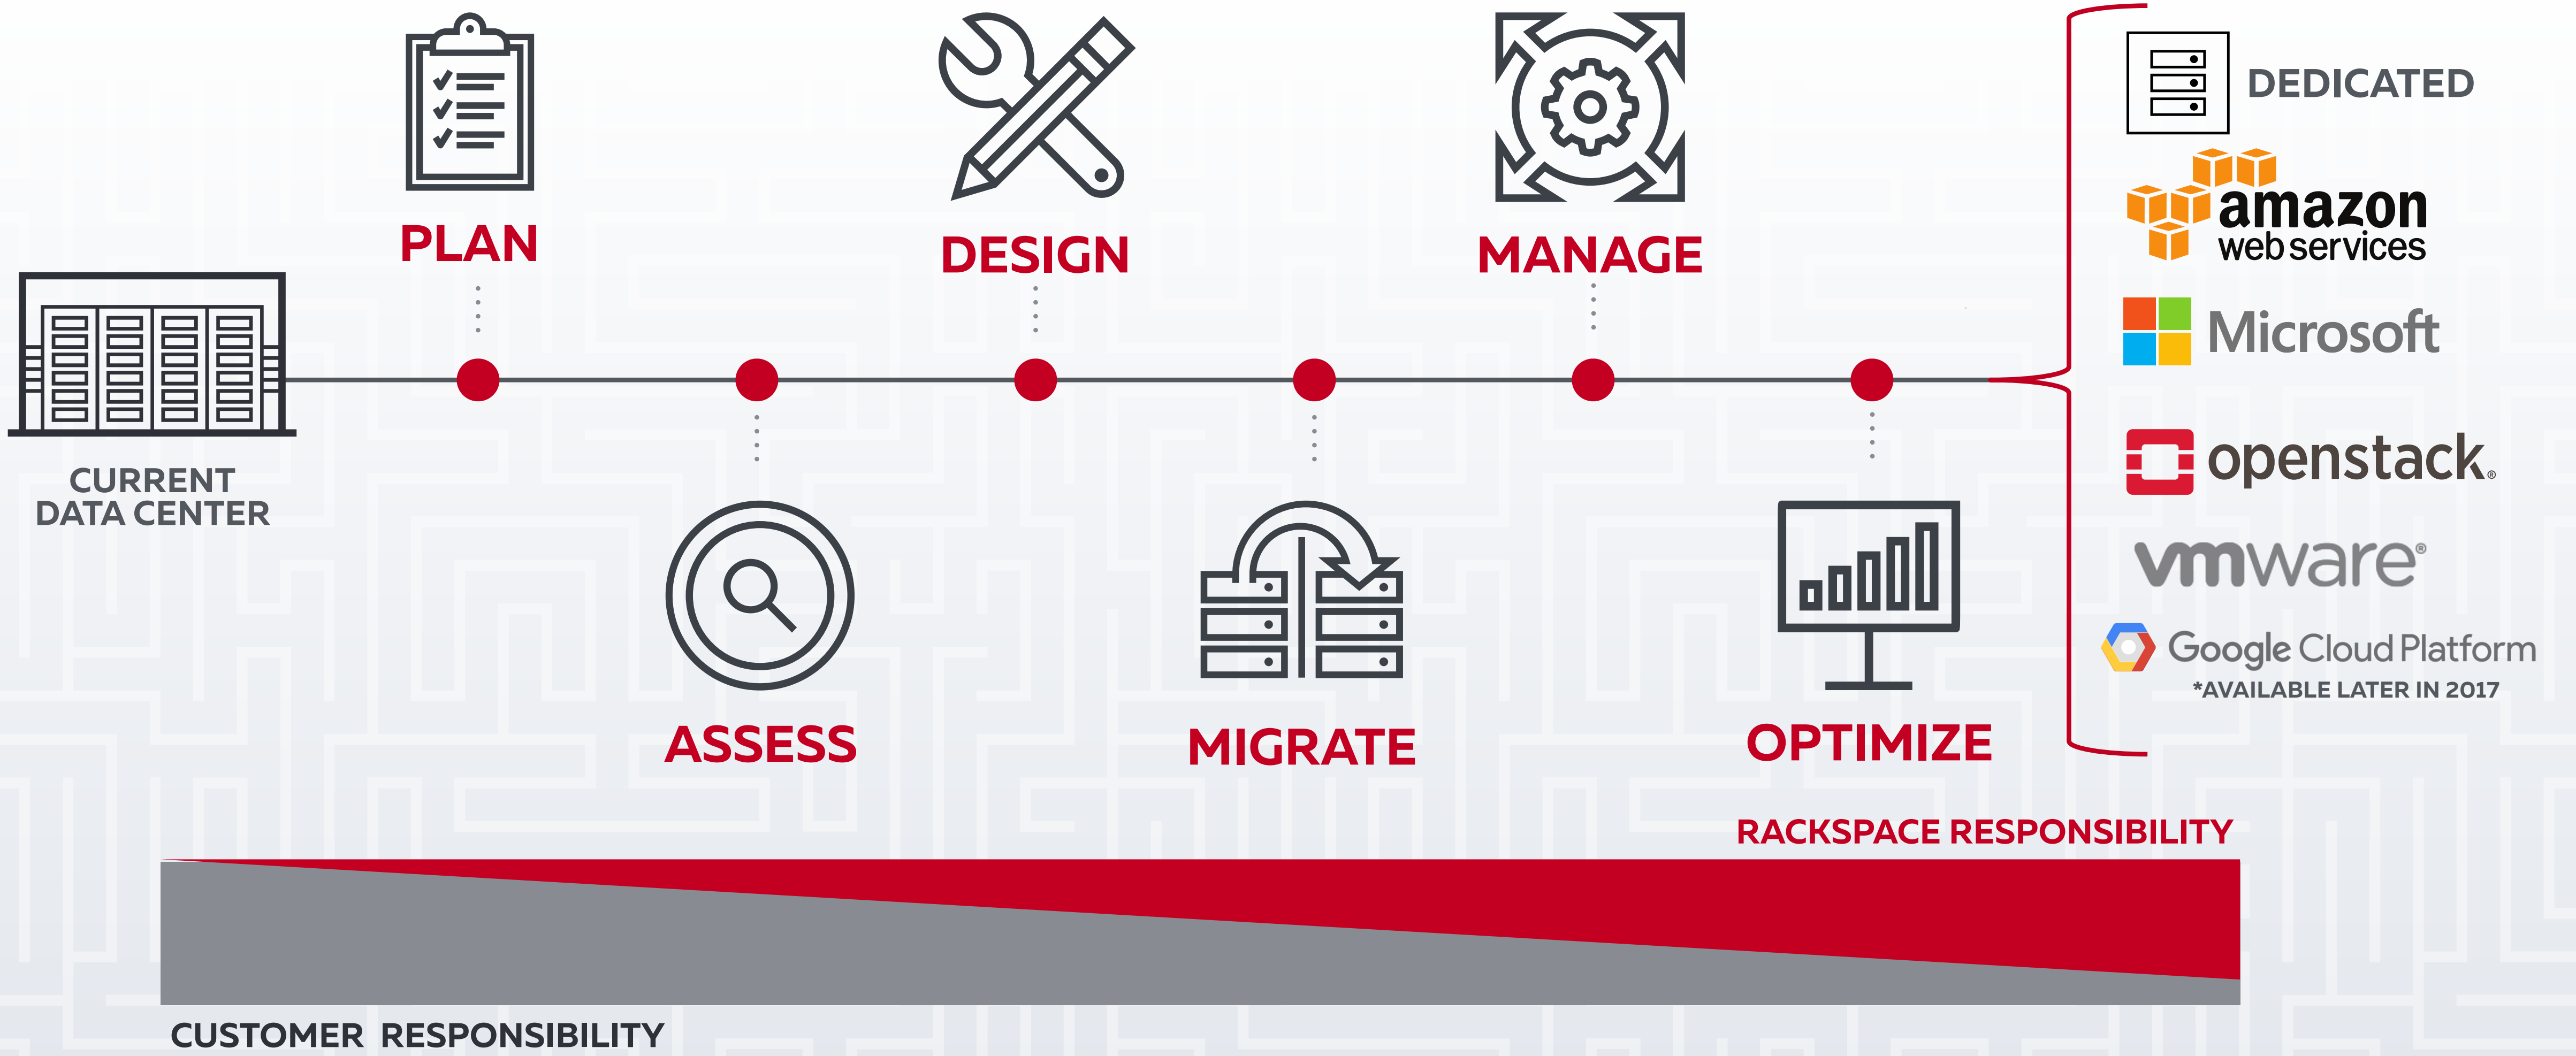 PLAN
DESIGN
MANAGE
CURRENT
DATA CENTER
ASSESS
MIGRATE
OPTIMIZE
DEDICATED
amazon
web services
Microsoft
openstack®
vmware®
Google Cloud Platform
*AVAILABLE LATER IN 2017
RACKSPACE RESPONSIBILITY
CUSTOMER RESPONSIBILITY